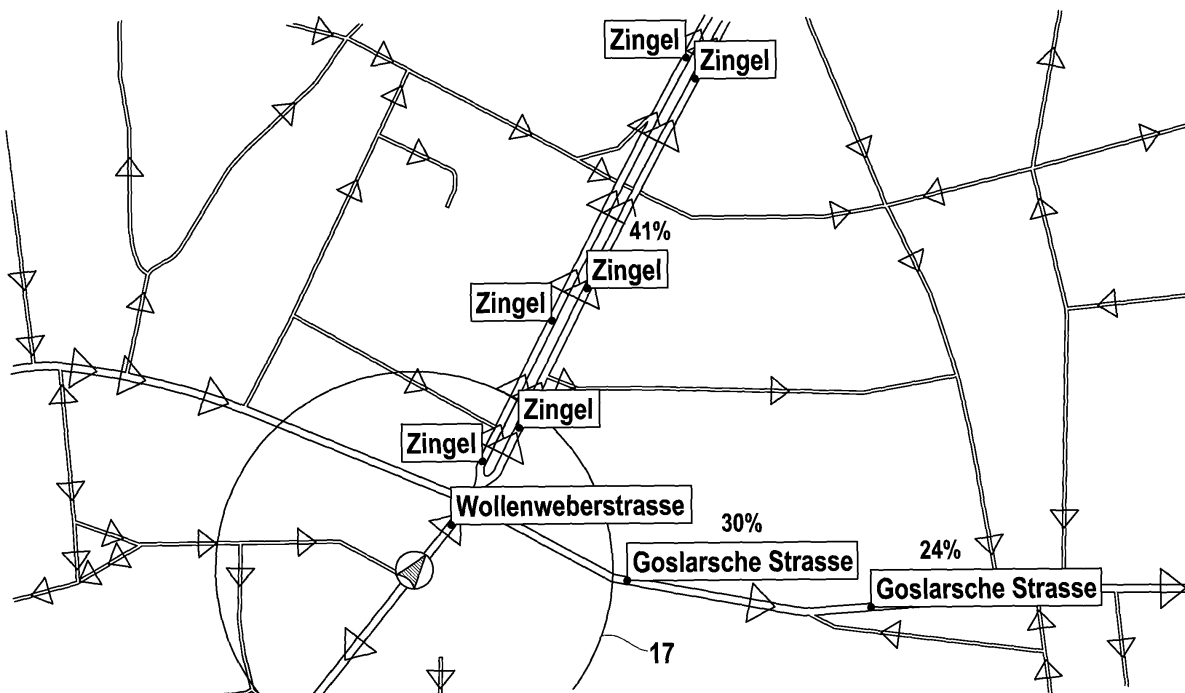 Zingel
Zingel
41%
Zingel
Zingel
Zingel
Zingel
Wollenweberstrasse
30%
Goslarsche Strasse
24%
Goslarsche Strasse
17